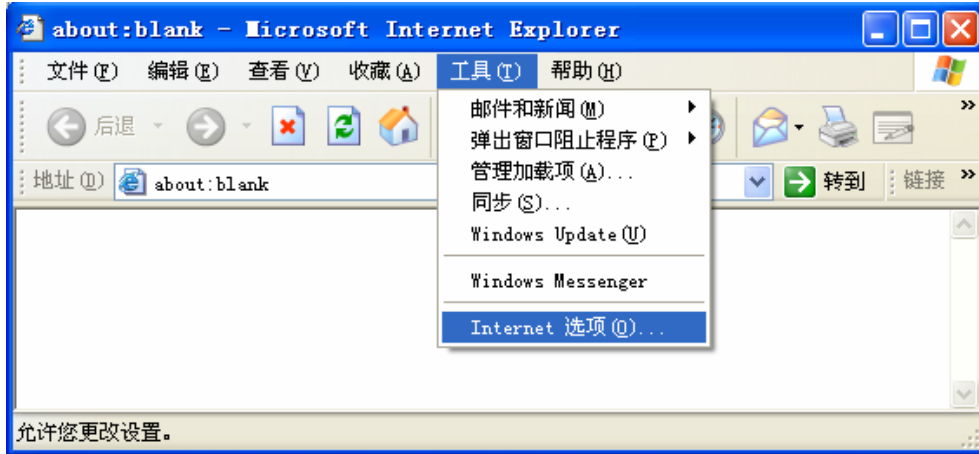 about:blank - Microsoft Internet Explorer
文件(F) 编辑(E) 查看(V) 收藏(A) 工具(T) 帮助(H)
邮件和新闻(M)
后退
弹出窗口阻止程序(P)
管理加载项(A)...
地址(D) about:blank 转到 链接
同步(S)...
Windows Update(U)
Windows Messenger
Internet 选项(O)...
允许您更改设置。